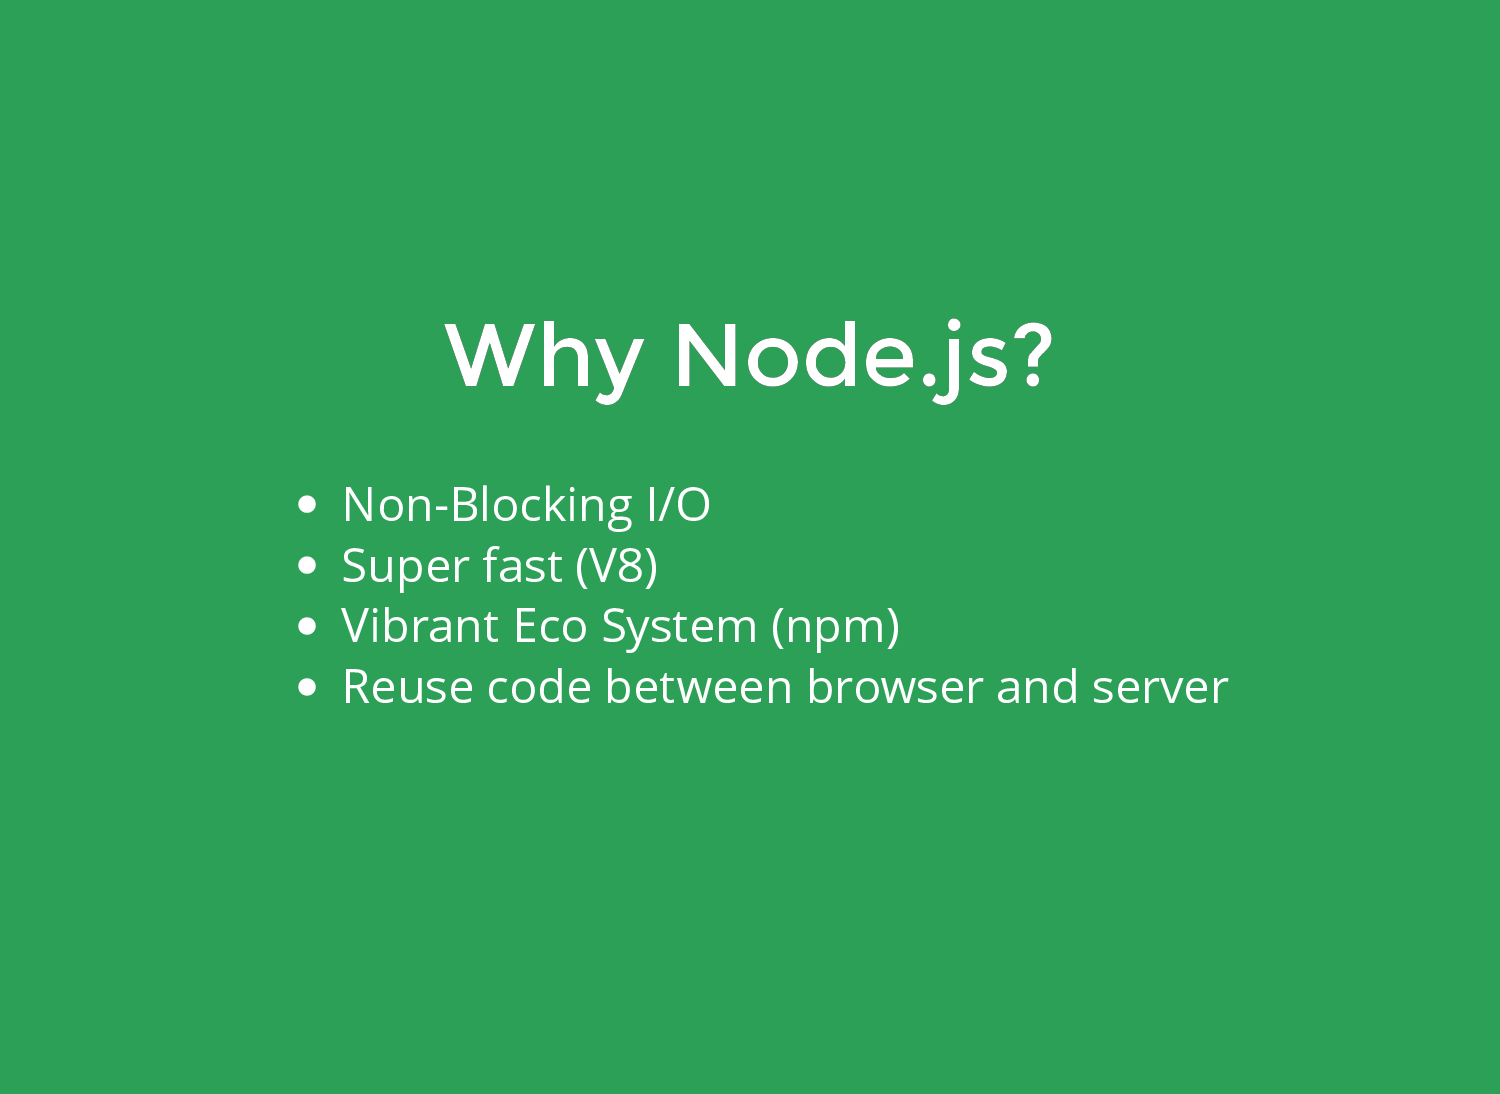 Why Node.js?
Non-Blocking I/O
Super fast (V8)
Vibrant Eco System (npm)
Reuse code between browser and server